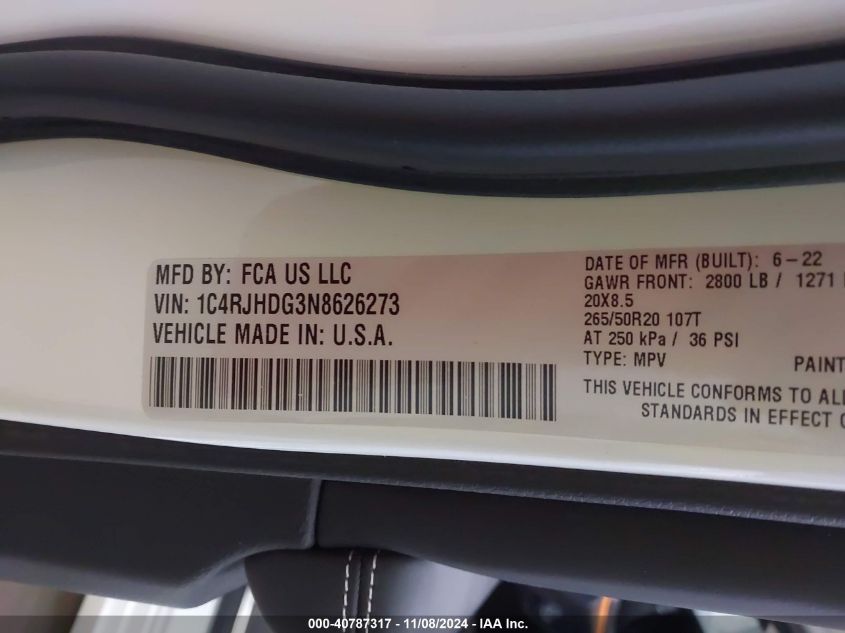 MFD BY: FCA US LLC
VIN: 1C4RJHDG3N8626273
VEHICLE MADE IN: U.S.A.
DATE OF MFR (BUILT): 6-22
GAWR FRONT: 2800 LB / 1271
20X8.5
265/50R20 107T
AT 250 kPa / 36 PSI
TYPE: MPV PAINT
THIS VEHICLE CONFORMS TO ALL
STANDARDS IN EFFECT
000-40787317 - 11/08/2024 - IAA Inc.